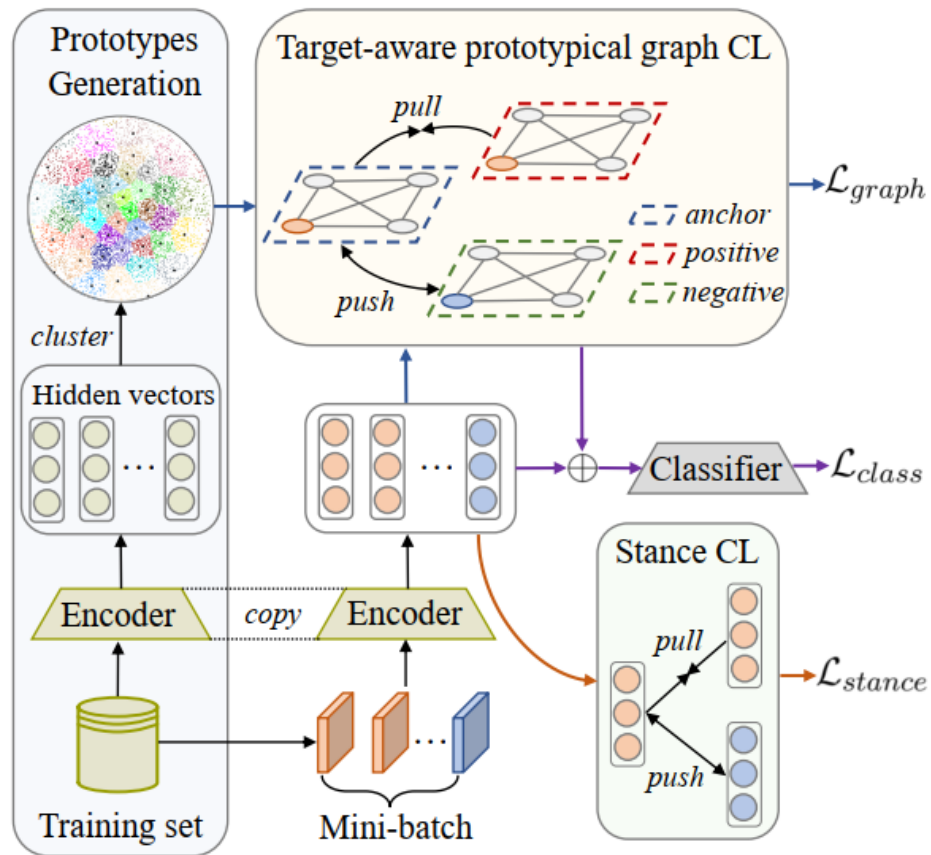 Prototypes
Generation
cluster
Hidden vectors
...
Encoder
Training set
copy
Target-aware prototypical graph CL
pull
push
anchor
positive
negative
ℒgraph
...
Encoder
...
Mini-batch
Classifier
ℒclass
Stance CL
pull
push
ℒstance